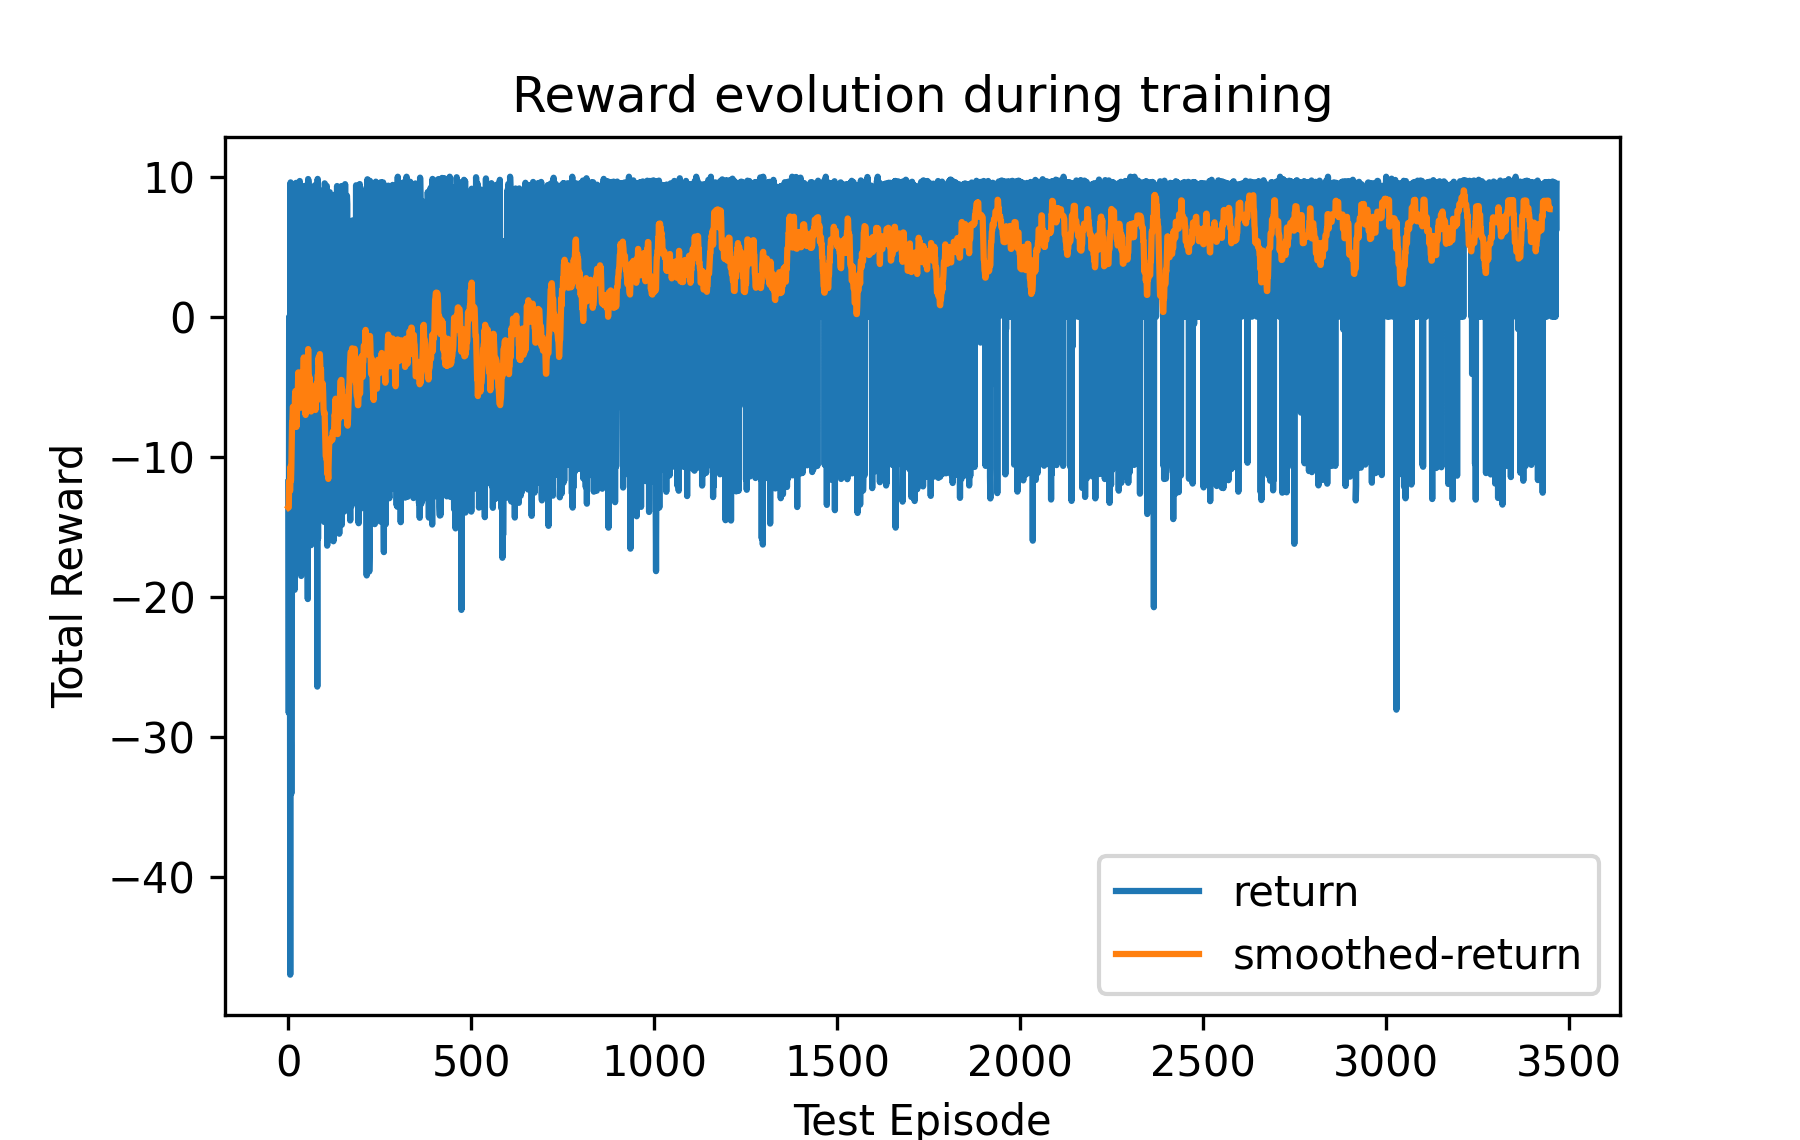 Reward evolution during training
Total Reward
10
0
−10
−20
−30
−40
return
smoothed-return
0 500 1000 1500 2000 2500 3000 3500
Test Episode